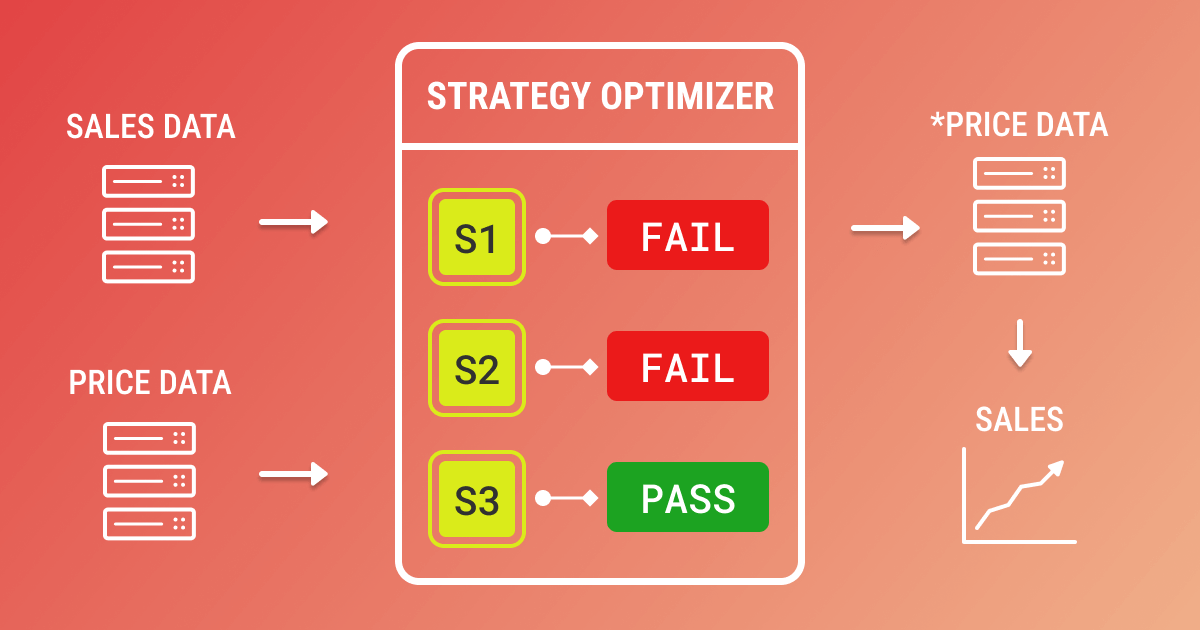 STRATEGY OPTIMIZER
SALES DATA
PRICE DATA
S1
FAIL
S2
FAIL
S3
PASS
*PRICE DATA
SALES